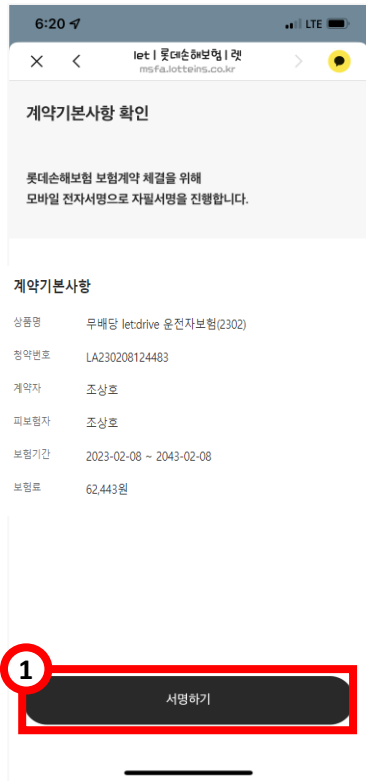 6:20
LTE
let | 롯데손해보험 | 렛
msfa.lotteins.co.kr
계약기본사항 확인
롯데손해보험 보험계약 체결을 위해
모바일 전자서명으로 자필서명을 진행합니다.
계약기본사항
상품명 무배당 let:drive 운전자보험(2302)
청약번호 LA230208124483
계약자 조상호
피보험자 조상호
보험기간 2023-02-08 ~ 2043-02-08
보험료 62,443원
1
서명하기